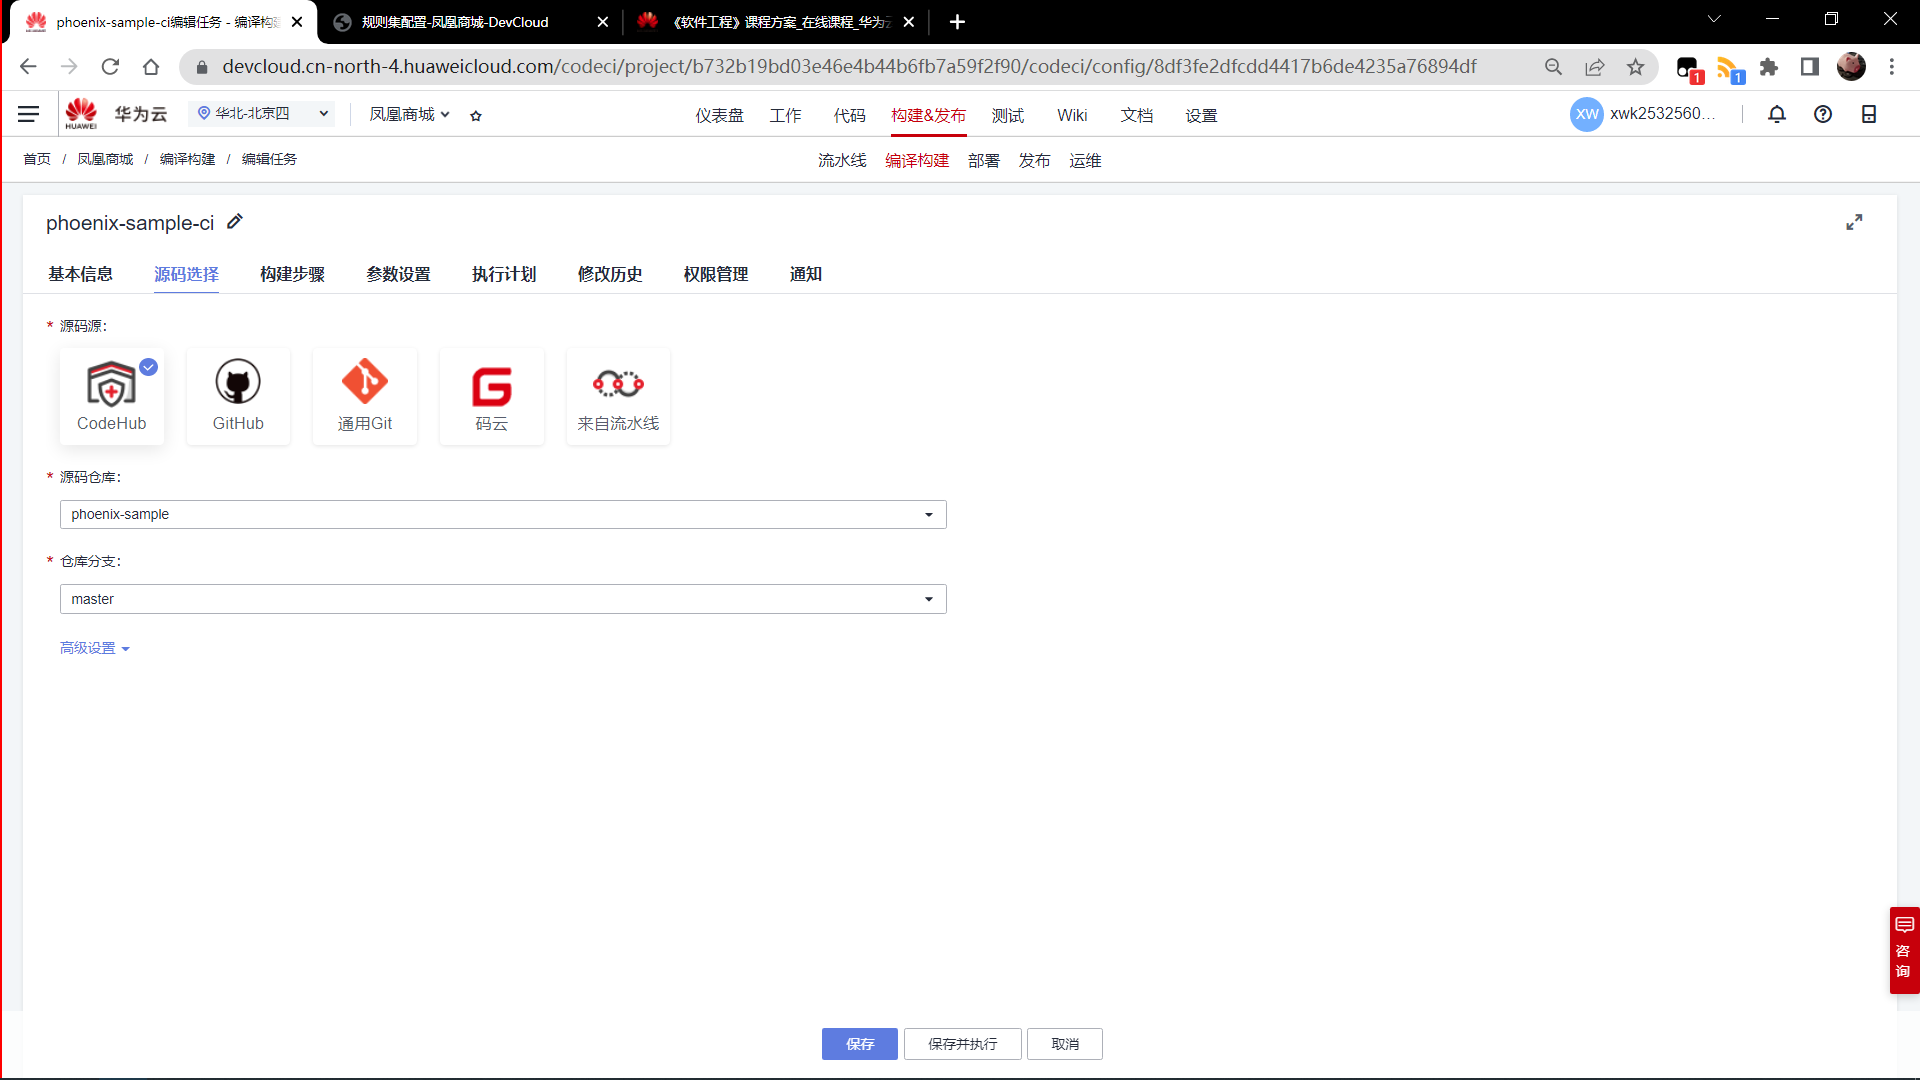 phoenix-sample-ci编辑任务 - 编译构建
规则集配置-凤凰商城-DevCloud
《软件工程》课程方案_在线课程_华为云
devcloud.cn-north-4.huaweicloud.com/codeci/project/b732b19bd03e46e4b44b6fb7a59f2f90/codeci/config/8df3fe2dfcdd4417b6de4235a76894df
1
1
HUAWEI
华为云
华北-北京四
凤凰商城
仪表盘 工作 代码 构建&发布 测试 Wiki 文档 设置
XW xwk2532560...
首页 / 凤凰商城 / 编译构建 / 编辑任务
流水线 编译构建 部署 发布 运维
phoenix-sample-ci
基本信息 源码选择 构建步骤 参数设置 执行计划 修改历史 权限管理 通知
* 源码源:
CodeHub GitHub 通用Git 码云 来自流水线
* 源码仓库:
phoenix-sample
* 仓库分支:
master
高级设置
咨询
保存 保存并执行 取消